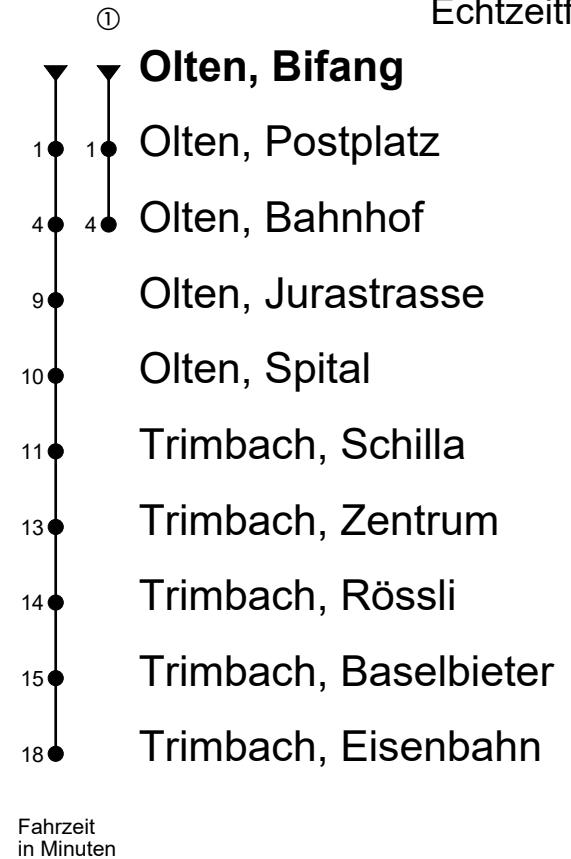 ① Echtzeitf
Olten, Bifang
1 1 Olten, Postplatz
4 4 Olten, Bahnhof
9 Olten, Jurastrasse
10 Olten, Spital
11 Trimbach, Schilla
13 Trimbach, Zentrum
14 Trimbach, Rössli
15 Trimbach, Baselbieter
18 Trimbach, Eisenbahn
Fahrzeit
in Minuten